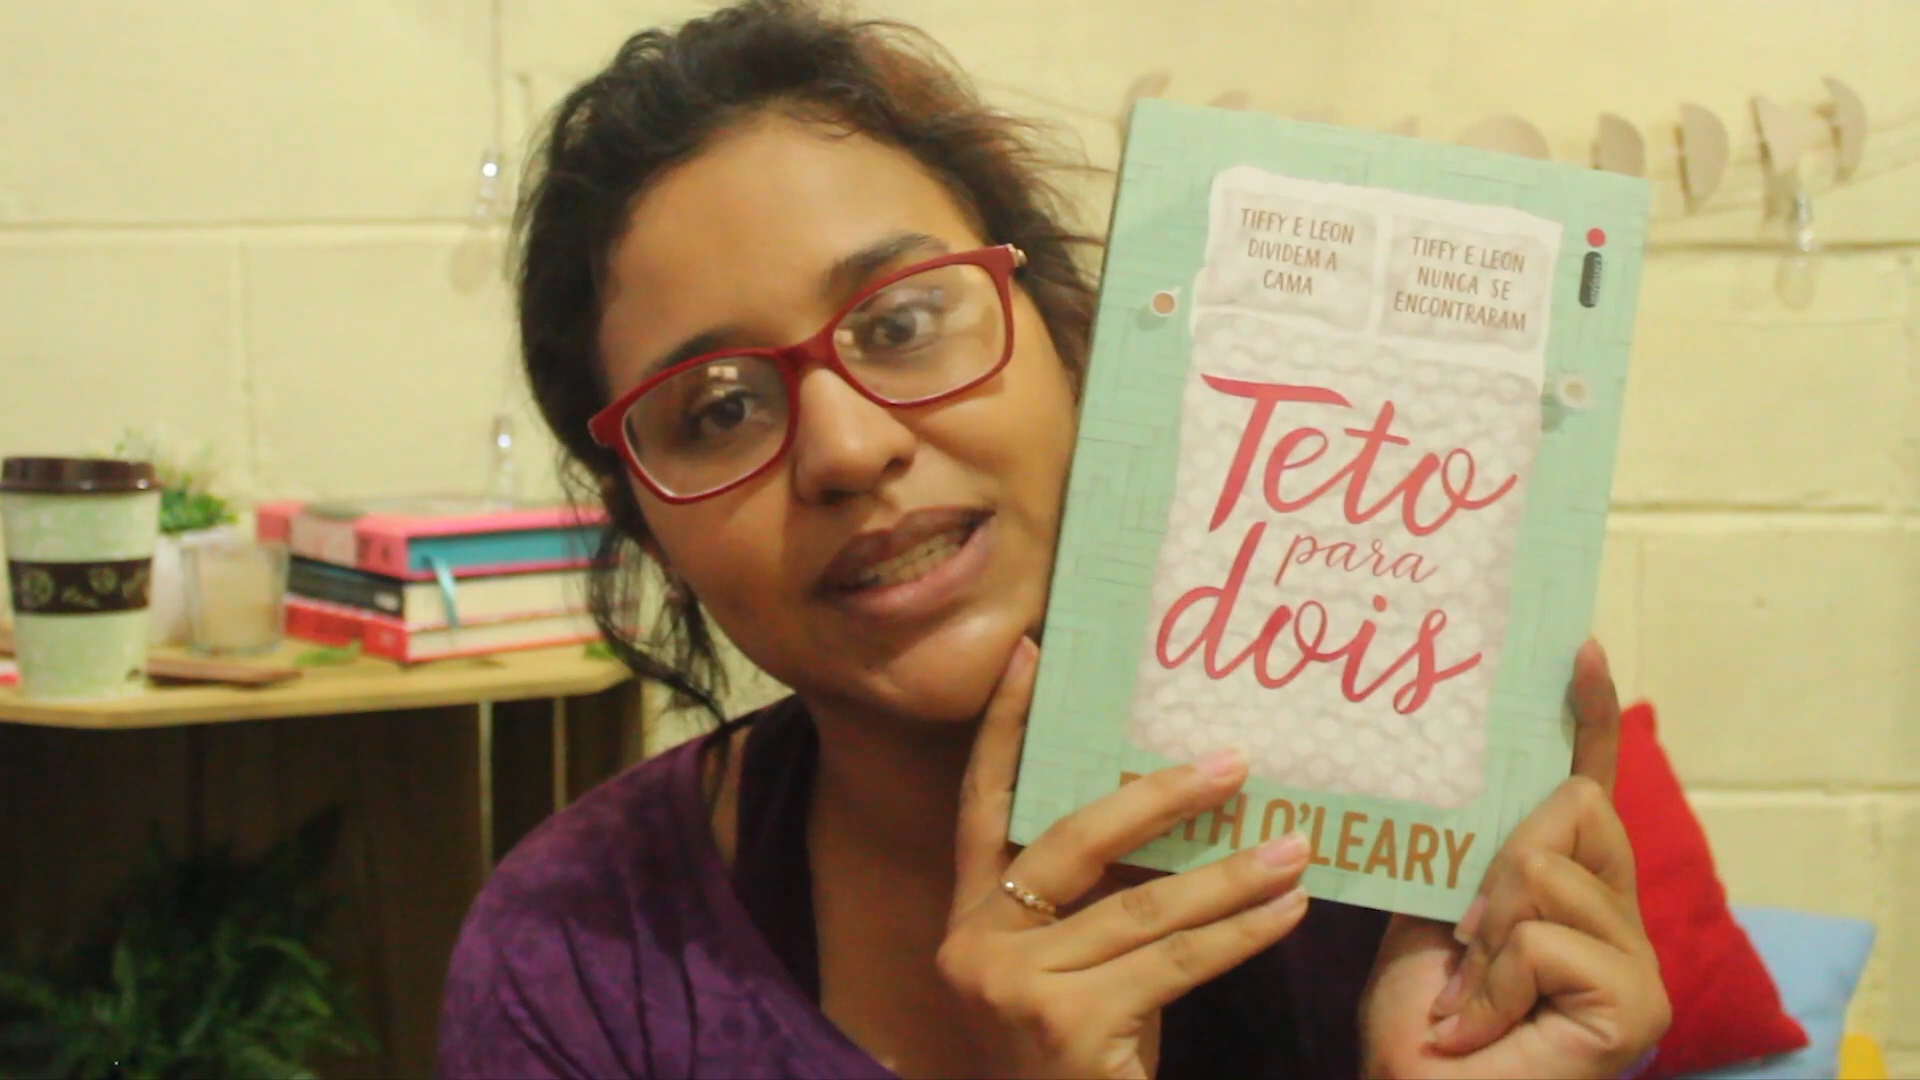 TIFFY E LEON
DIVIDEM A
CAMA
TIFFY E LEON
NUNCA SE
ENCONTRARAM
Teto
para
dois
O'LEARY